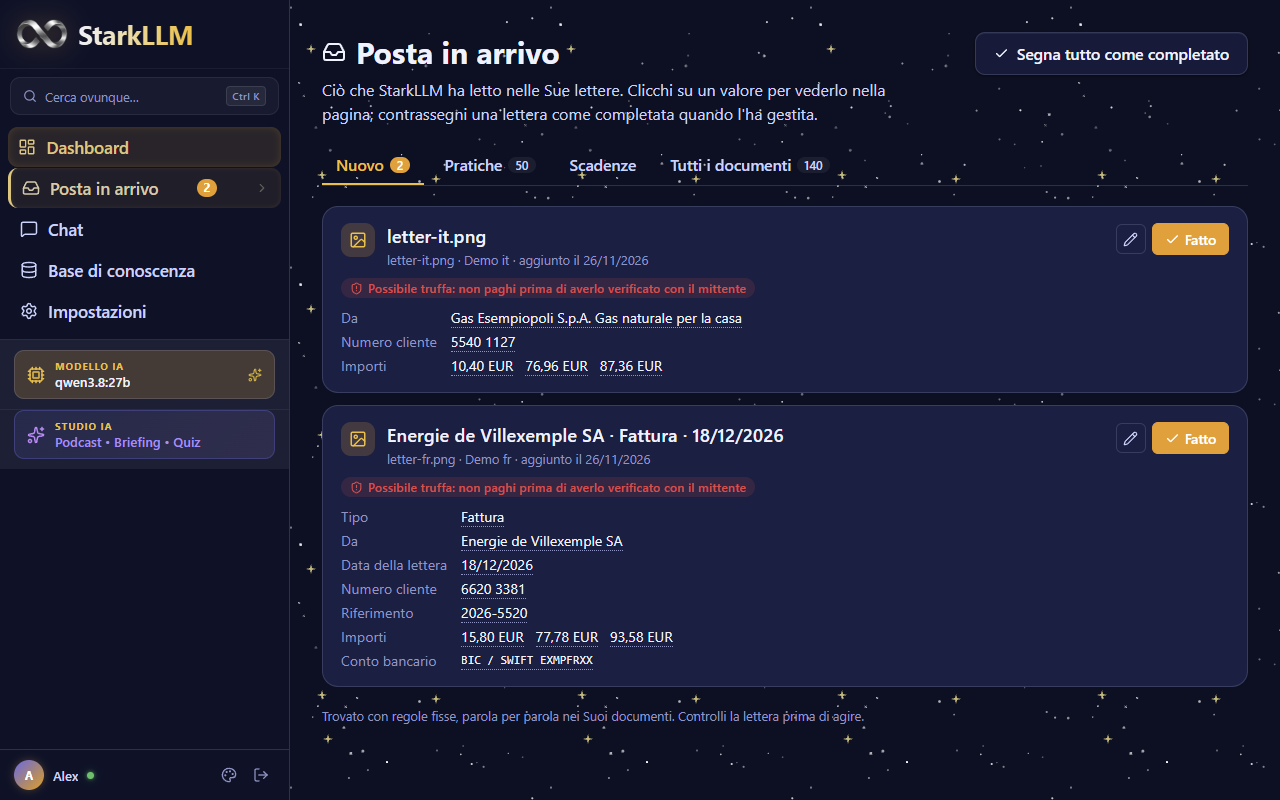 StarkLLM
Cerca ovunque...
Ctrl K
Dashboard
Posta in arrivo
2
Chat
Base di conoscenza
Impostazioni
MODELLO IA
qwen3.8:27b
STUDIO IA
Podcast • Briefing • Quiz
A
Alex
Posta in arrivo
Segna tutto come completato
Ciò che StarkLLM ha letto nelle Sue lettere. Clicchi su un valore per vederlo nella
pagina; contrassegni una lettera come completata quando l'ha gestita.
Nuovo 2
Pratiche 50
Scadenze
Tutti i documenti 140
letter-it.png
letter-it.png · Demo it · aggiunto il 26/11/2026
Fatto
Possibile truffa: non paghi prima di averlo verificato con il mittente
Da Gas Esempiopoli S.p.A. Gas naturale per la casa
Numero cliente 5540 1127
Importi 10,40 EUR 76,96 EUR 87,36 EUR
Energie de Villexemple SA · Fattura · 18/12/2026
letter-fr.png · Demo fr · aggiunto il 26/11/2026
Fatto
Possibile truffa: non paghi prima di averlo verificato con il mittente
Tipo Fattura
Da Energie de Villexemple SA
Data della lettera 18/12/2026
Numero cliente 6620 3381
Riferimento 2026-5520
Importi 15,80 EUR 77,78 EUR 93,58 EUR
Conto bancario BIC / SWIFT EXMPFRXX
Trovato con regole fisse, parola per parola nei Suoi documenti. Controlli la lettera prima di agire.